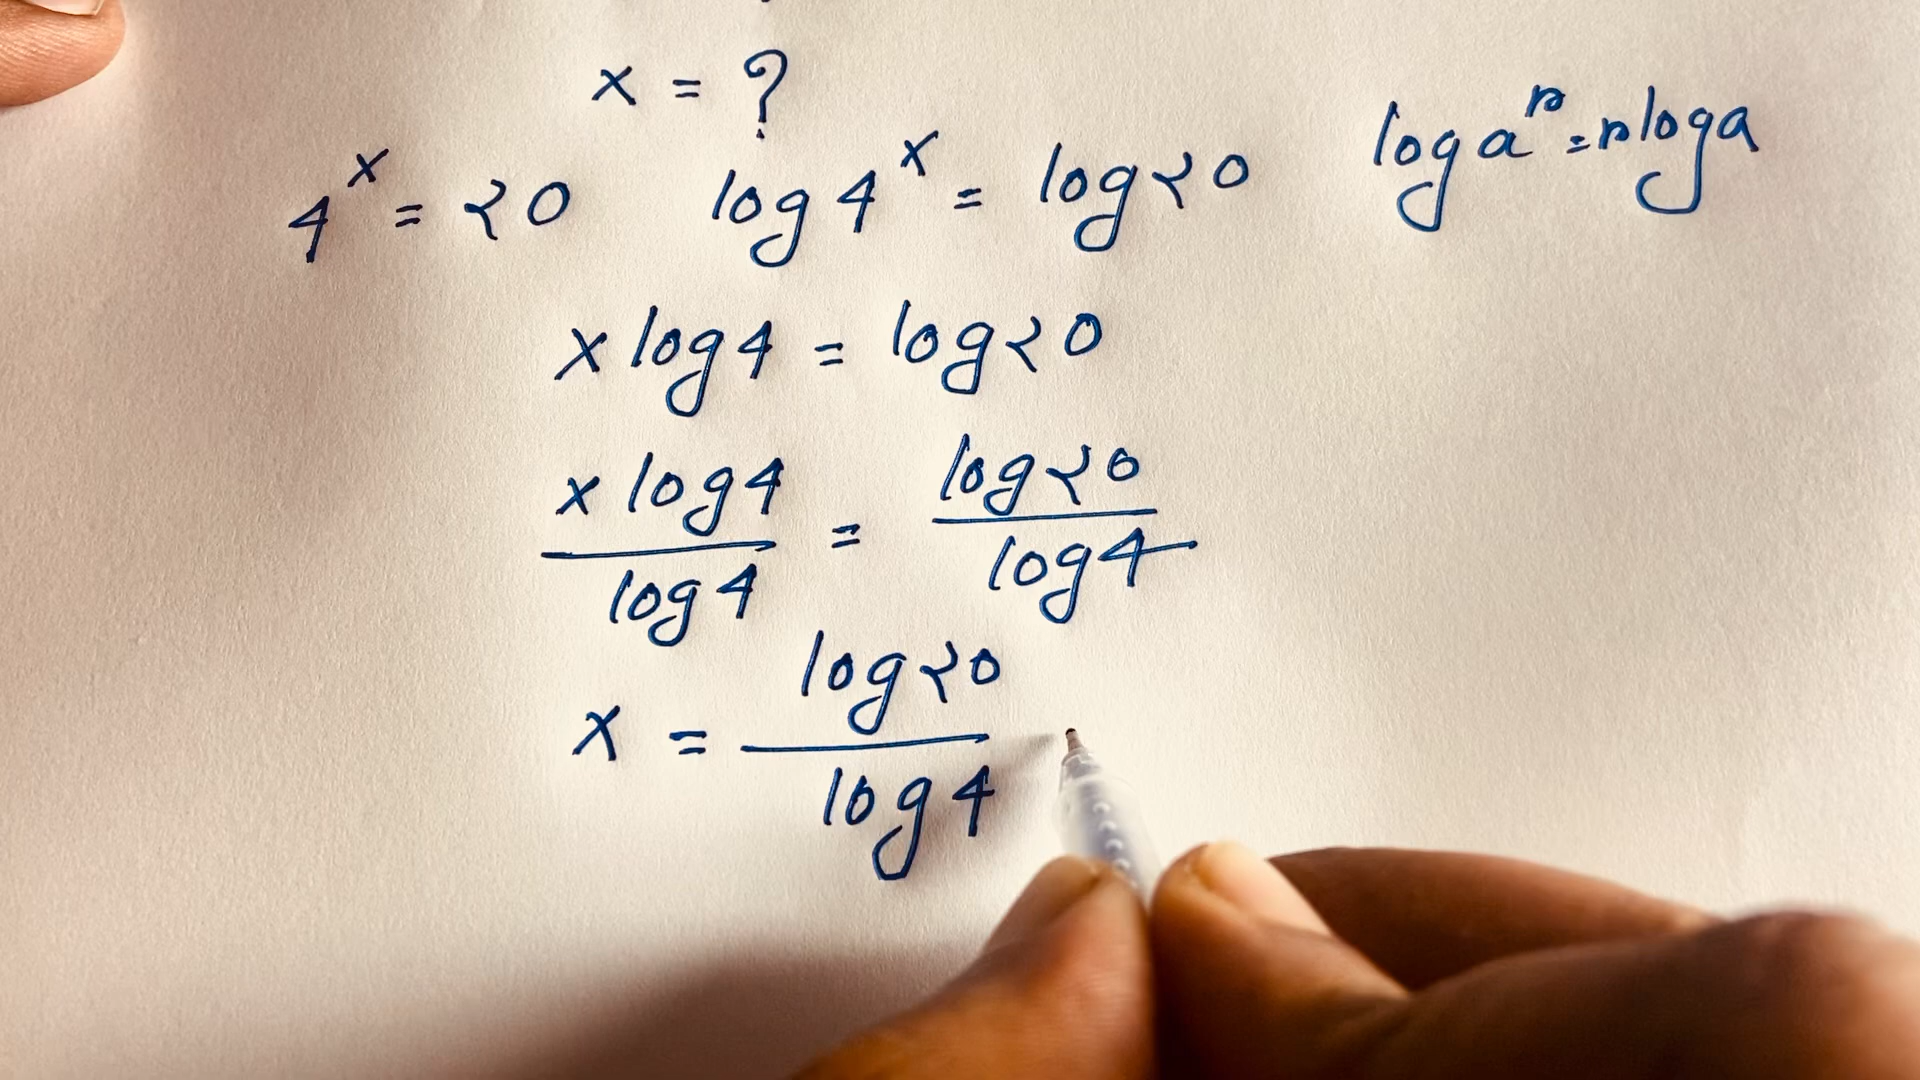 x = ?
4^x = 20 log 4^x = log 20 log a^n = n log a
x log 4 = log 20
x log 4 / log 4 = log 20 / log 4
x = log 20 / log 4